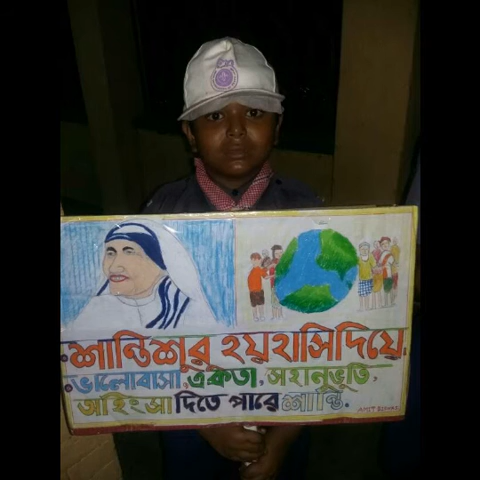 শান্তি শুরু হয় হাসি দিয়ে.
ভালোবাসা, একতা, সহানুভূতি,
অহিংসা দিতে পারে শান্তি.